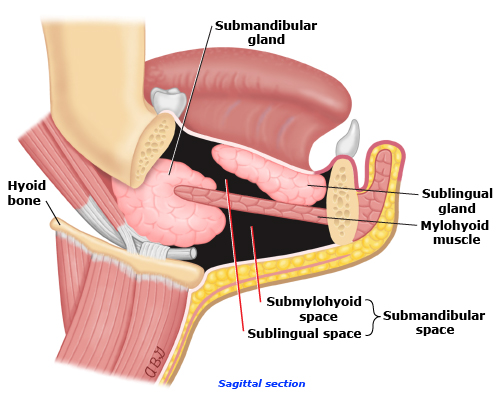 Submandibular
gland
Hyoid
bone
Sublingual
gland
Mylohyoid
muscle
Submylohyoid
space
Sublingual space
Submandibular
space
Sagittal section